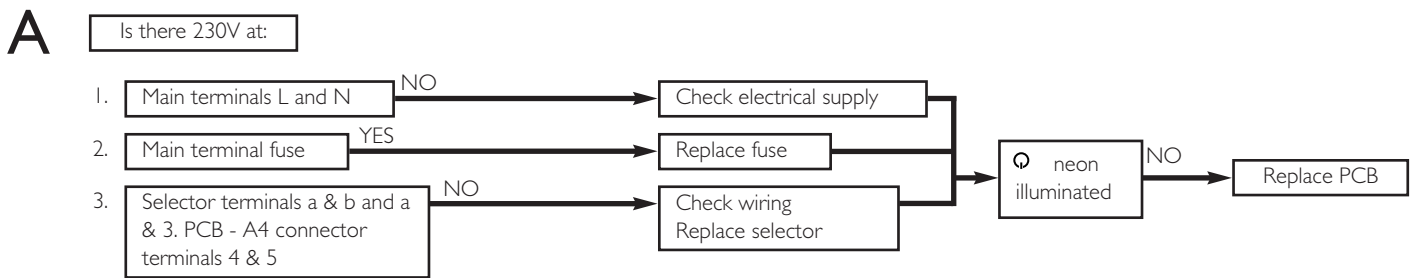 A
Is there 230V at:
1. Main terminals L and N
NO
Check electrical supply
2. Main terminal fuse
YES
Replace fuse
3. Selector terminals a & b and a
& 3. PCB - A4 connector
terminals 4 & 5
NO
Check wiring
Replace selector
neon
illuminated
NO
Replace PCB